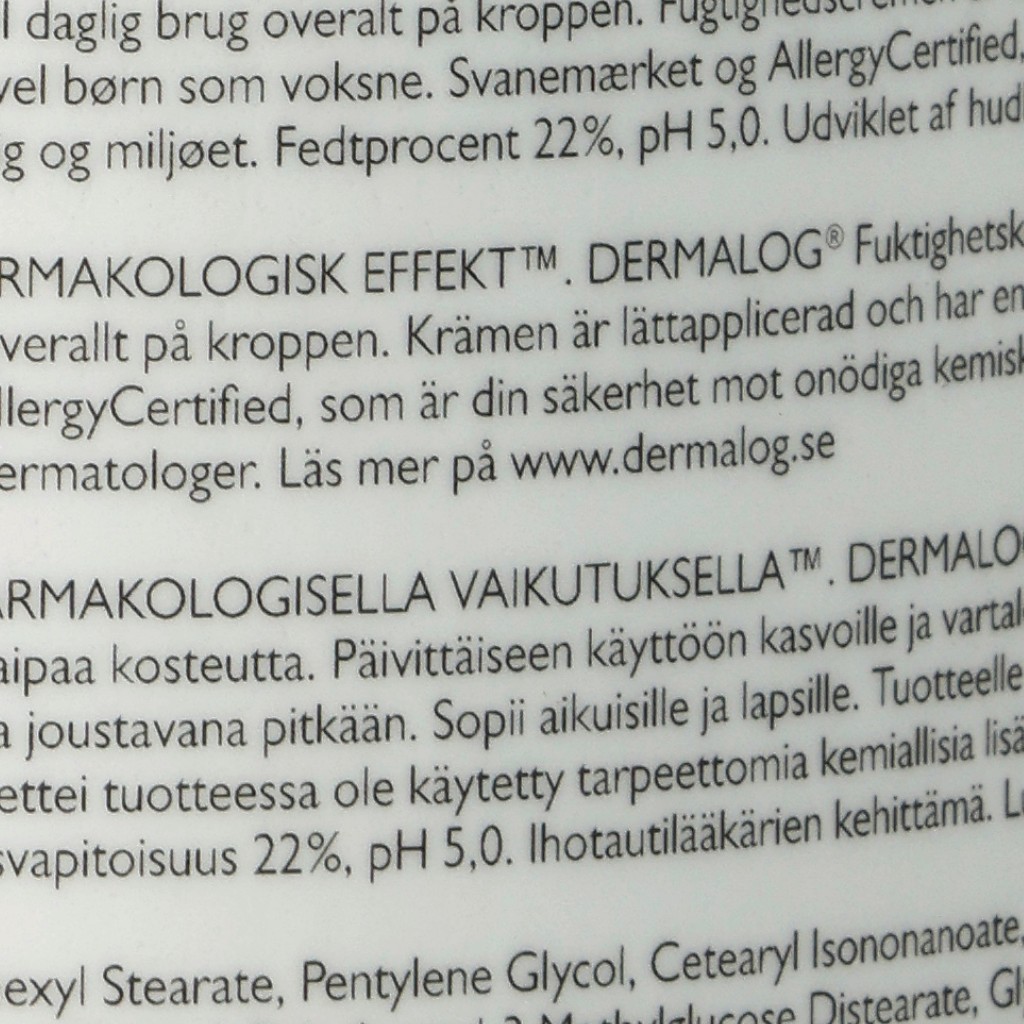 daglig brug overalt på kroppen.
vel børn som voksne. Svanemærket og AllergyCertified,
g og miljøet. Fedtprocent 22%, pH 5,0. Udviklet af hud
RMAKOLOGISK EFFEKT™. DERMALOG® Fuktighetsk
verallt på kroppen. Krämen är lättapplicerad och har en
llergyCertified, som är din säkerhet mot onödiga kemisk
ermatologer. Läs mer på www.dermalog.se
ARMAKOLOGISELLA VAIKUTUKSELLA™. DERMALO
aipaa kosteutta. Päivittäiseen käyttöön kasvoille ja vartal
a joustavana pitkään. Sopii aikuisille ja lapsille. Tuotteelle
ettei tuotteessa ole käytetty tarpeettomia kemiallisia lisä
svapitoisuus 22%, pH 5,0. Ihotautilääkärien kehittämä. L
exyl Stearate, Pentylene Glycol, Cetearyl Isononanoate,
Distearate, Gl